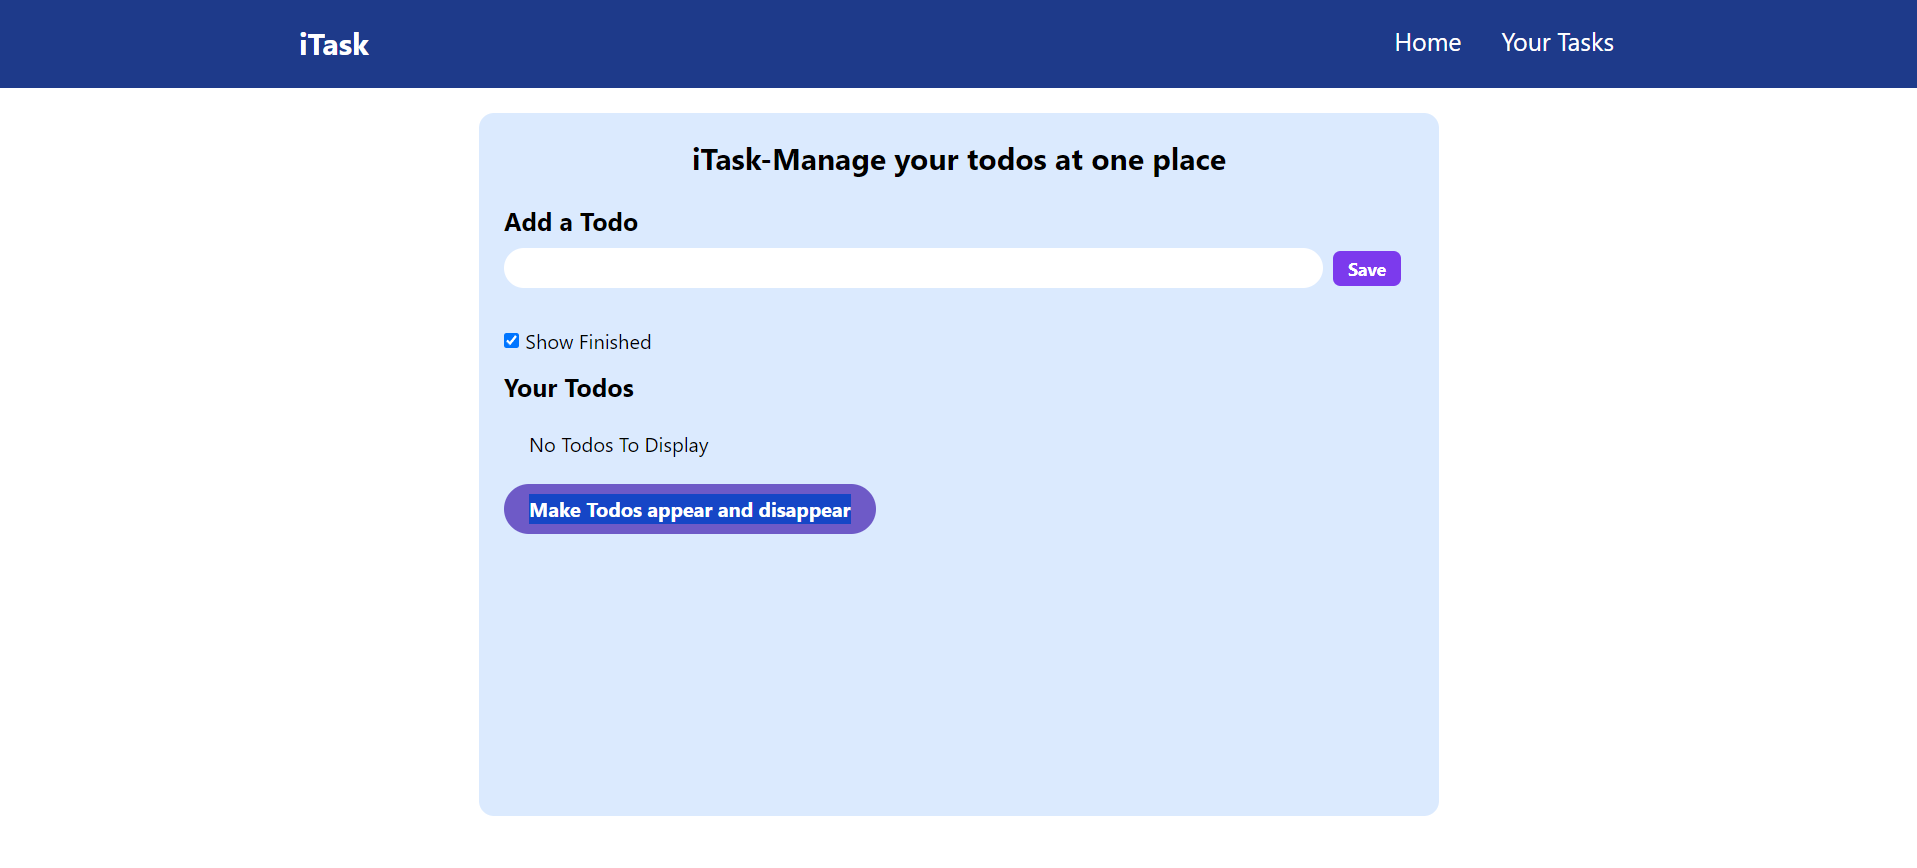 iTask
Home
Your Tasks
iTask-Manage your todos at one place
Add a Todo
Save
Show Finished
Your Todos
No Todos To Display
Make Todos appear and disappear